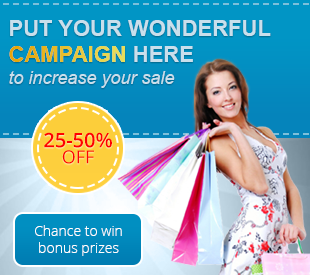 PUT YOUR WONDERFUL
CAMPAIGN HERE
to increase your sale
25-50%
OFF
Chance to win
bonus prizes